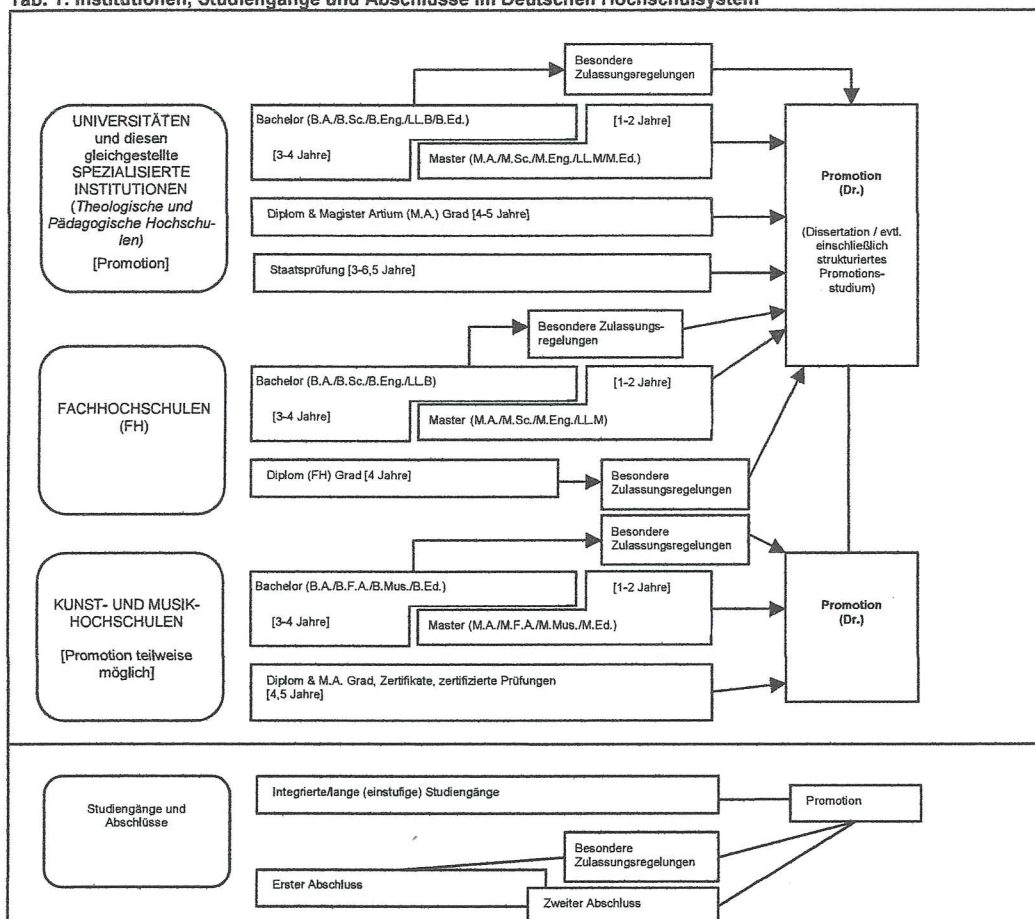 Tab. 1: Institutionen, Studiengänge und Abschlüsse im Deutschen Hochschulsystem
UNIVERSITÄTEN
und diesen
gleichgestellte
SPEZIALISIERTE
INSTITUTIONEN
(Theologische und
Pädagogische Hochschu-
len)
[Promotion]
Besondere
Zulassungsregelungen
Bachelor (B.A./B.Sc./B.Eng./LL.B/B.Ed.)
[3-4 Jahre]
[1-2 Jahre]
Master (M.A./M.Sc./M.Eng./LL.M/M.Ed.)
Diplom & Magister Artium (M.A.) Grad [4-5 Jahre]
Staatsprüfung [3-6,5 Jahre]
Promotion
(Dr.)
(Dissertation / evtl.
einschließlich
strukturiertes
Promotions-
studium)
FACHHOCHSCHULEN
(FH)
Besondere Zulassungs-
regelungen
Bachelor (B.A./B.Sc./B.Eng./LL.B)
[3-4 Jahre]
[1-2 Jahre]
Master (M.A./M.Sc./M.Eng./LL.M)
Diplom (FH) Grad [4 Jahre]
Besondere
Zulassungsregelungen
KUNST- UND MUSIK-
HOCHSCHULEN
[Promotion teilweise
möglich]
Besondere
Zulassungsregelungen
Bachelor (B.A./B.F.A./B.Mus./B.Ed.)
[3-4 Jahre]
[1-2 Jahre]
Master (M.A./M.F.A./M.Mus./M.Ed.)
Diplom & M.A. Grad, Zertifikate, zertifizierte Prüfungen
[4,5 Jahre]
Promotion
(Dr.)
Studiengänge und
Abschlüsse
Integrierte/lange (einstufige) Studiengänge
Promotion
Besondere
Zulassungsregelungen
Erster Abschluss
Zweiter Abschluss